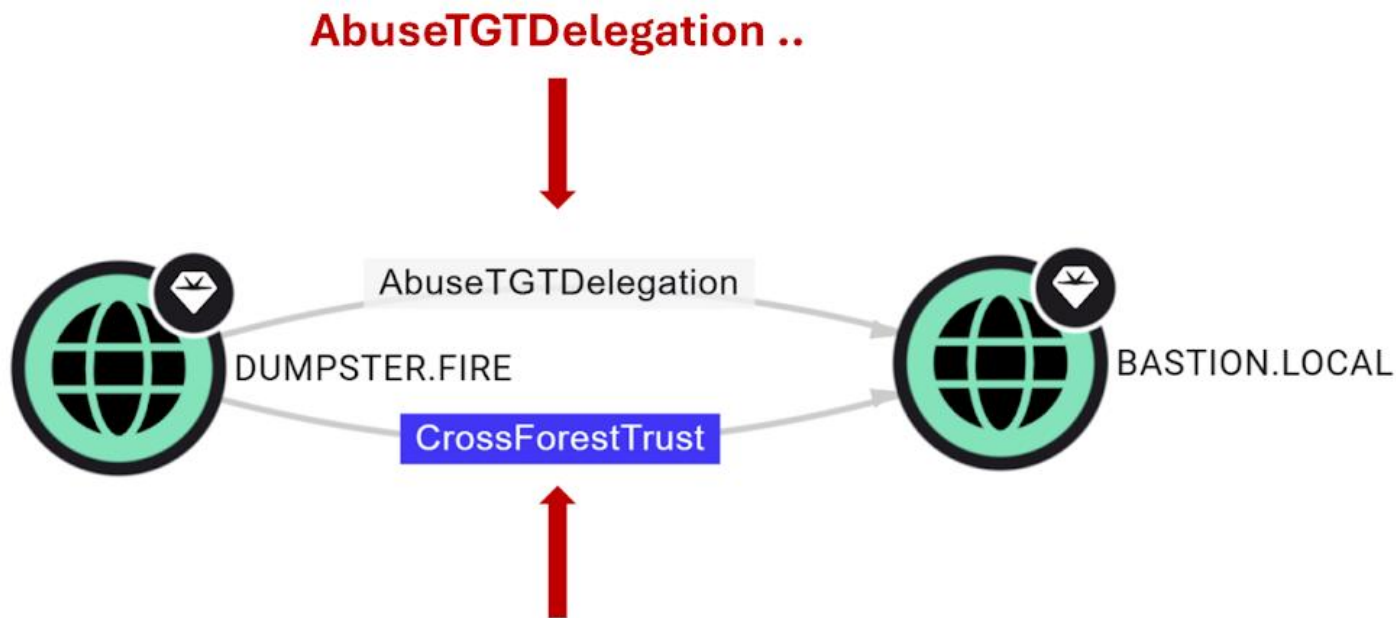 AbuseTGTDelegation ..
AbuseTGTDelegation
DUMPSTER.FIRE
BASTION.LOCAL
CrossForestTrust